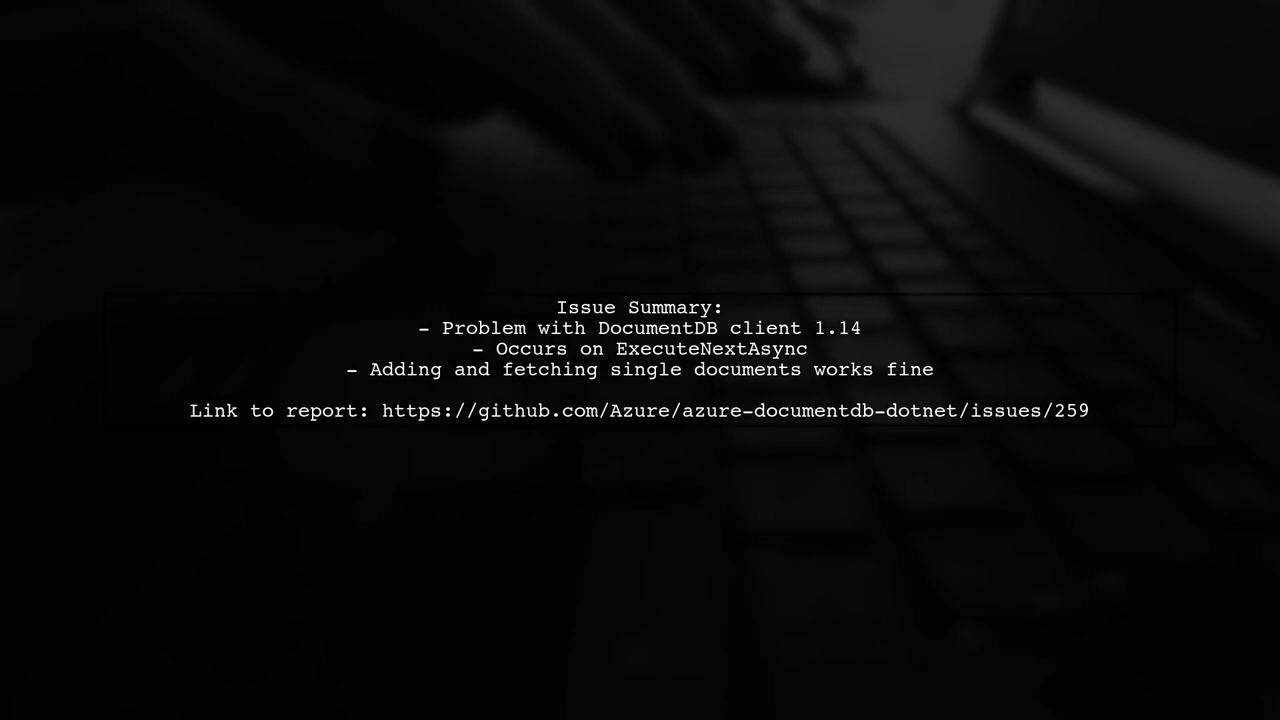 Issue Summary:
- Problem with DocumentDB client 1.14
- Occurs on ExecuteNextAsync
- Adding and fetching single documents works fine
Link to report: https://github.com/Azure/azure-documentdb-dotnet/issues/259